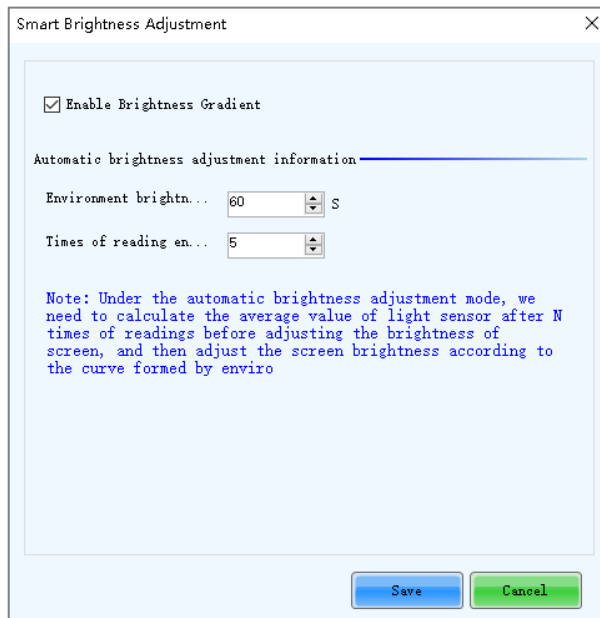 Smart Brightness Adjustment
Enable Brightness Gradient
Automatic brightness adjustment information
Environment brightn... 60 S
Times of reading en... 5
Note: Under the automatic brightness adjustment mode, we
need to calculate the average value of light sensor after N
times of readings before adjusting the brightness of
screen, and then adjust the screen brightness according to
the curve formed by enviro
Save Cancel